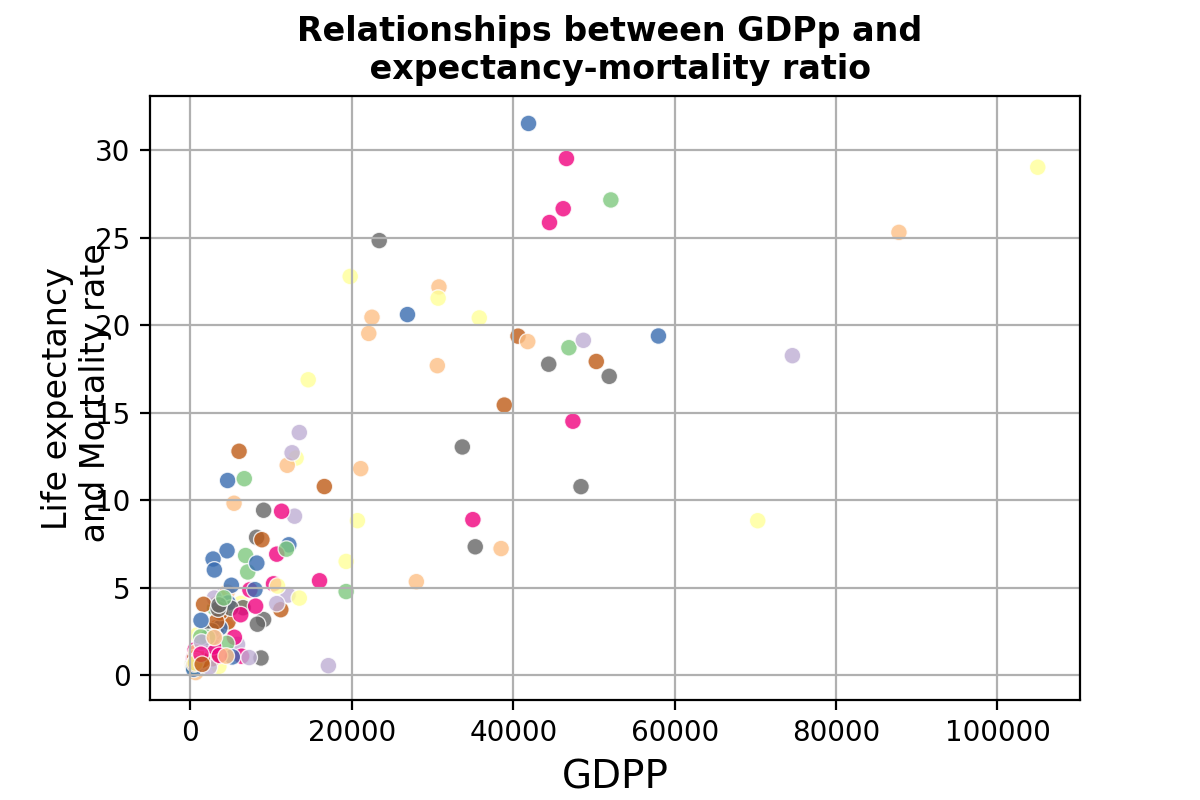 Relationships between GDPp and
expectancy-mortality ratio
Life expectancy
and Mortality rate
30
25
20
15
10
5
0
0 20000 40000 60000 80000 100000
GDPP